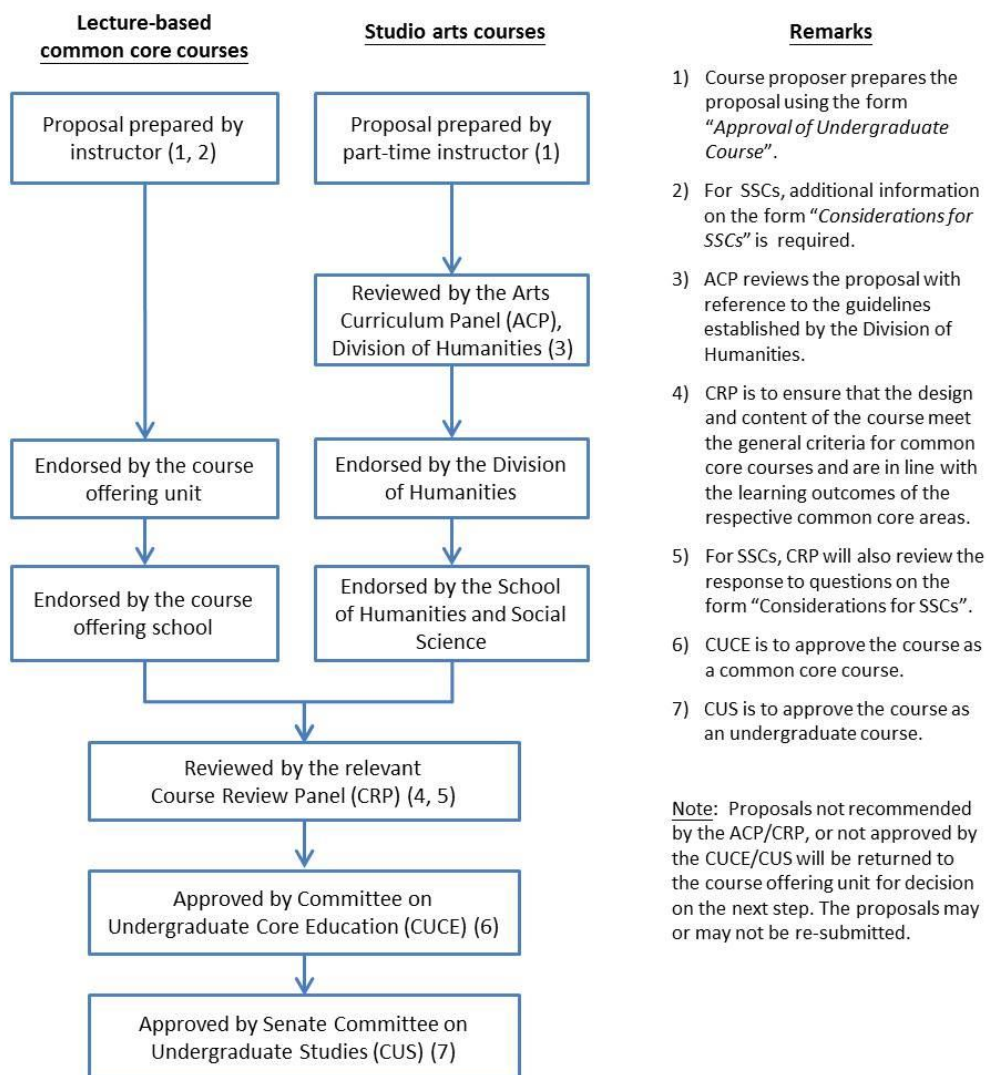 Lecture-based
common core courses
Proposal prepared by
instructor (1, 2)
Endorsed by the course
offering unit
Endorsed by the course
offering school
Studio arts courses
Proposal prepared by
part-time instructor (1)
Reviewed by the Arts
Curriculum Panel (ACP),
Division of Humanities (3)
Endorsed by the Division
of Humanities
Endorsed by the School
of Humanities and Social
Science
Reviewed by the relevant
Course Review Panel (CRP) (4, 5)
Approved by Committee on
Undergraduate Core Education (CUCE) (6)
Approved by Senate Committee on
Undergraduate Studies (CUS) (7)
Remarks
1) Course proposer prepares the
proposal using the form
“Approval of Undergraduate
Course”.
2) For SSCs, additional information
on the form “Considerations for
SSCs” is required.
3) ACP reviews the proposal with
reference to the guidelines
established by the Division of
Humanities.
4) CRP is to ensure that the design
and content of the course meet
the general criteria for common
core courses and are in line with
the learning outcomes of the
respective common core areas.
5) For SSCs, CRP will also review the
response to questions on the
form “Considerations for SSCs”.
6) CUCE is to approve the course as
a common core course.
7) CUS is to approve the course as
an undergraduate course.
Note: Proposals not recommended
by the ACP/CRP, or not approved by
the CUCE/CUS will be returned to
the course offering unit for decision
on the next step. The proposals may
or may not be re-submitted.